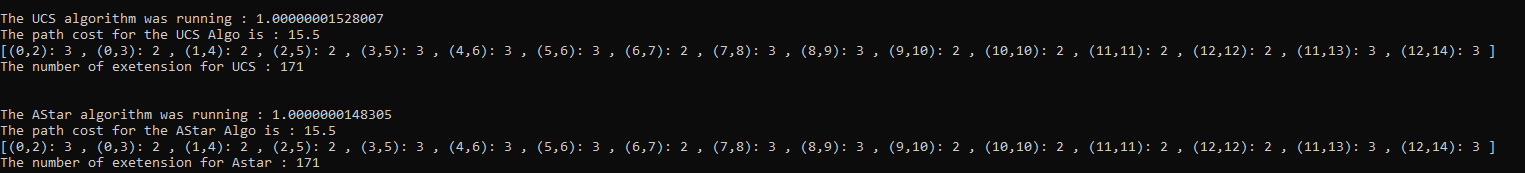 The UCS algorithm was running : 1.00000001528007
The path cost for the UCS Algo is : 15.5
[(0,2): 3 , (0,3): 2 , (1,4): 2 , (2,5): 2 , (3,5): 3 , (4,6): 3 , (5,6): 3 , (6,7): 2 , (7,8): 3 , (8,9): 3 , (9,10): 2 , (10,10): 2 , (11,11): 2 , (12,12): 2 , (11,13): 3 , (12,14): 3 ]
The number of exetension for UCS : 171
The AStar algorithm was running : 1.0000000148305
The path cost for the AStar Algo is : 15.5
[(0,2): 3 , (0,3): 2 , (1,4): 2 , (2,5): 2 , (3,5): 3 , (4,6): 3 , (5,6): 3 , (6,7): 2 , (7,8): 3 , (8,9): 3 , (9,10): 2 , (10,10): 2 , (11,11): 2 , (12,12): 2 , (11,13): 3 , (12,14): 3 ]
The number of exetension for Astar : 171